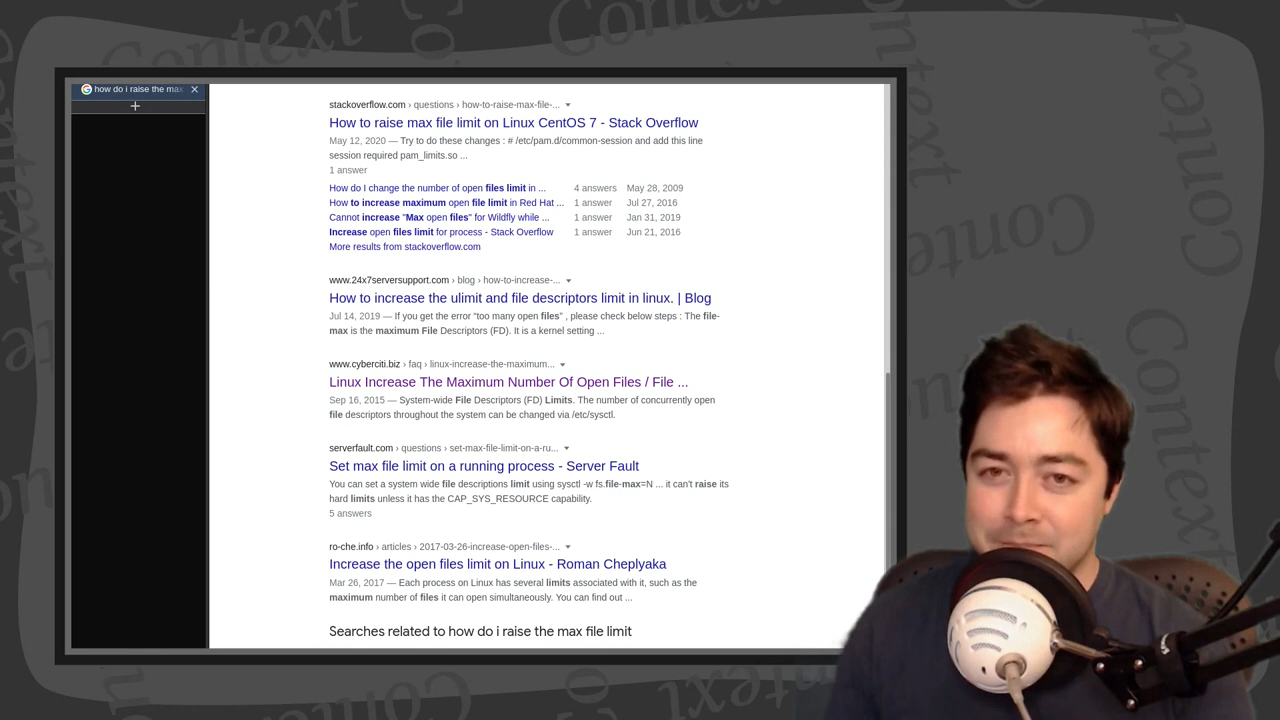 Context
Context
how do i raise the max
stackoverflow.com › questions › how-to-raise-max-file-...
How to raise max file limit on Linux CentOS 7 - Stack Overflow
May 12, 2020 — Try to do these changes : # /etc/pam.d/common-session and add this line
session required pam_limits.so ...
1 answer
How do I change the number of open files limit in ... 4 answers May 28, 2009
How to increase maximum open file limit in Red Hat ... 1 answer Jul 27, 2016
Cannot increase "Max open files" for Wildfly while ... 1 answer Jan 31, 2019
Increase open files limit for process - Stack Overflow 1 answer Jun 21, 2016
More results from stackoverflow.com
www.24x7serversupport.com › blog › how-to-increase-...
How to increase the ulimit and file descriptors limit in linux. | Blog
Jul 14, 2019 — If you get the error “too many open files” , please check below steps : The file-
max is the maximum File Descriptors (FD). It is a kernel setting ...
www.cyberciti.biz › faq › linux-increase-the-maximum...
Linux Increase The Maximum Number Of Open Files / File ...
Sep 16, 2015 — System-wide File Descriptors (FD) Limits. The number of concurrently open
file descriptors throughout the system can be changed via /etc/sysctl.
serverfault.com › questions › set-max-file-limit-on-a-ru...
Set max file limit on a running process - Server Fault
You can set a system wide file descriptions limit using sysctl -w fs.file-max=N ... it can't raise its
hard limits unless it has the CAP_SYS_RESOURCE capability.
5 answers
ro-che.info › articles › 2017-03-26-increase-open-files-...
Increase the open files limit on Linux - Roman Cheplyaka
Mar 26, 2017 — Each process on Linux has several limits associated with it, such as the
maximum number of files it can open simultaneously. You can find out ...
Searches related to how do i raise the max file limit
Context
Context
Context